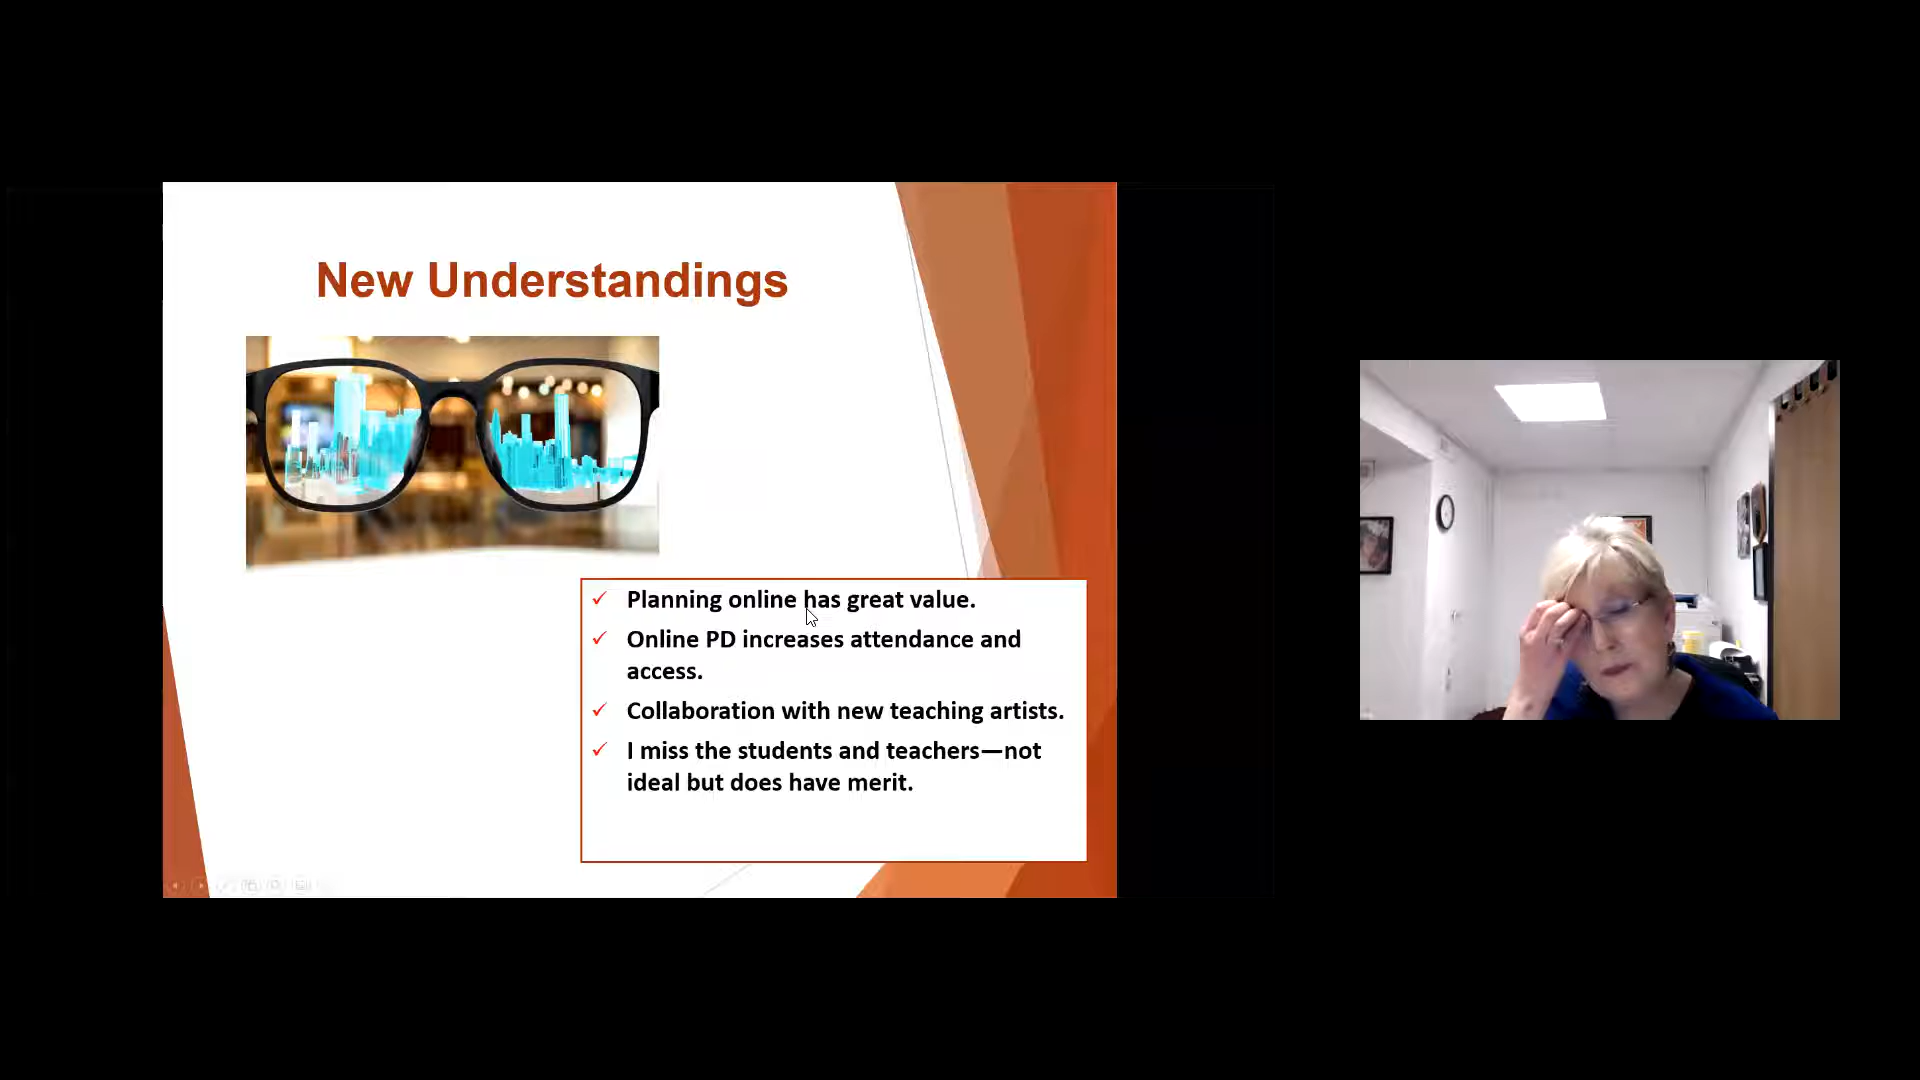 New Understandings
Planning online has great value.
Online PD increases attendance and
access.
Collaboration with new teaching artists.
I miss the students and teachers—not
ideal but does have merit.